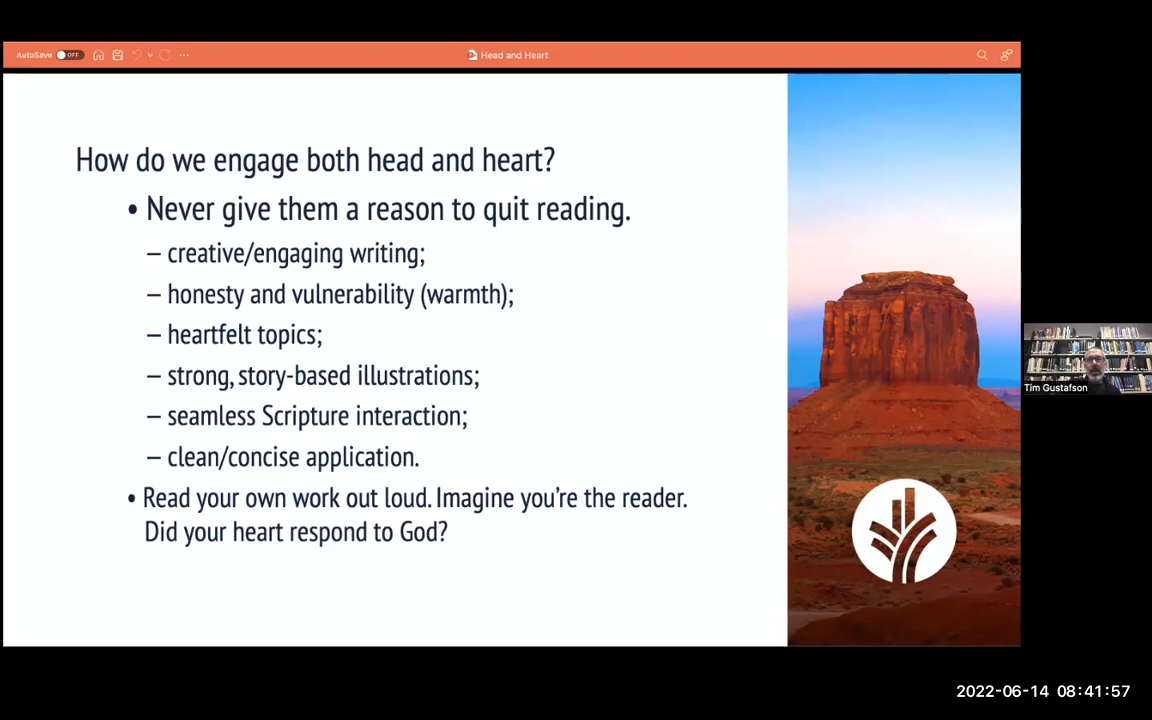 AutoSave OFF
Head and Heart
How do we engage both head and heart?
• Never give them a reason to quit reading.
– creative/engaging writing;
– honesty and vulnerability (warmth);
– heartfelt topics;
– strong, story-based illustrations;
– seamless Scripture interaction;
– clean/concise application.
• Read your own work out loud. Imagine you’re the reader.
Did your heart respond to God?
Tim Gustafson
2022-06-14 08:41:57